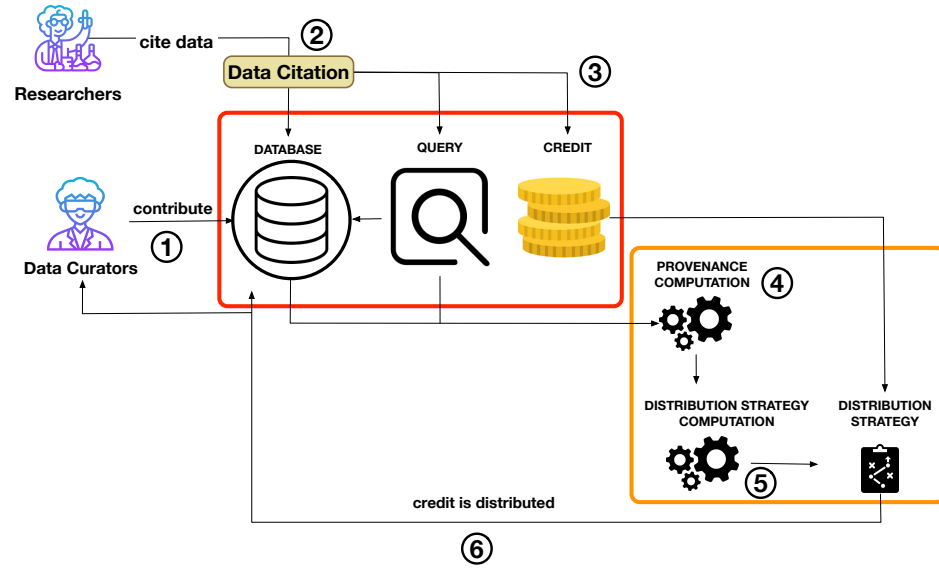 cite data
②
Data Citation
③
Researchers
DATABASE
QUERY
CREDIT
contribute
①
Data Curators
PROVENANCE
COMPUTATION
④
DISTRIBUTION STRATEGY
COMPUTATION
DISTRIBUTION
STRATEGY
⑤
credit is distributed
⑥